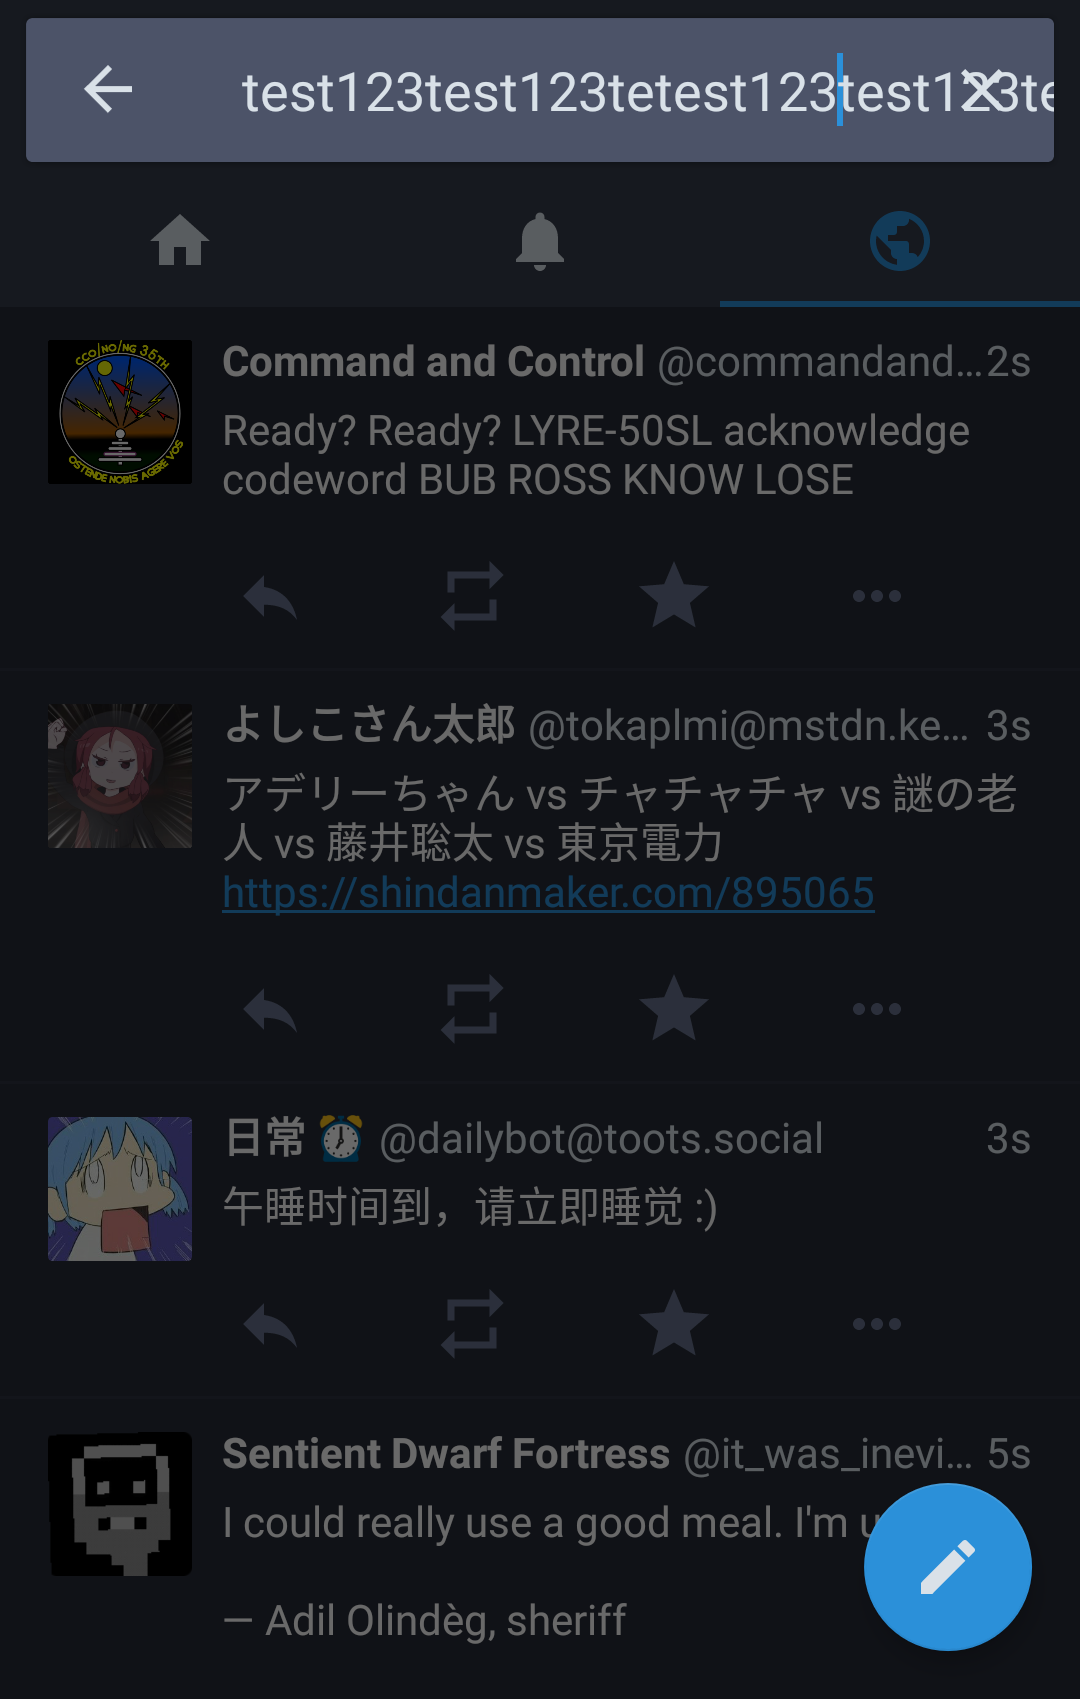 test123test123tetest123test123te
CCO/NO/NG 35TH
OSTENDE NOBIS AGERE VOS
Command and Control @commandand… 2s
Ready? Ready? LYRE-50SL acknowledge
codeword BUB ROSS KNOW LOSE
よしこさん太郎 @tokaplmi@mstdn.ke… 3s
アデリーちゃん vs チャチャチャ vs 謎の老
人 vs 藤井聡太 vs 東京電力
https://shindanmaker.com/895065
日常 ⏰ @dailybot@toots.social 3s
午睡时间到，请立即睡觉 :)
Sentient Dwarf Fortress @it_was_inevi… 5s
I could really use a good meal. I'm u
— Adil Olindèg, sheriff